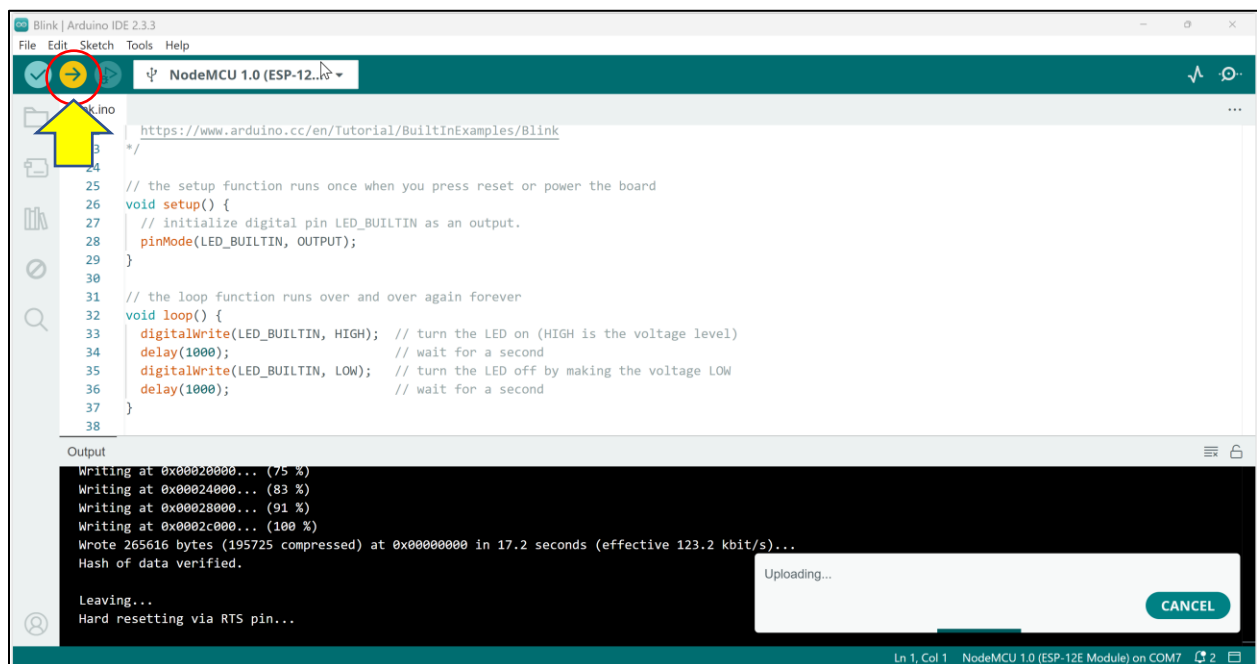 Blink | Arduino IDE 2.3.3
File Edit Sketch Tools Help
NodeMCU 1.0 (ESP-12...
k.ino
...
https://www.arduino.cc/en/Tutorial/BuiltInExamples/Blink
3 */
24
25 // the setup function runs once when you press reset or power the board
26 void setup() {
27 // initialize digital pin LED_BUILTIN as an output.
28 pinMode(LED_BUILTIN, OUTPUT);
29 }
30
31 // the loop function runs over and over again forever
32 void loop() {
33 digitalWrite(LED_BUILTIN, HIGH); // turn the LED on (HIGH is the voltage level)
34 delay(1000); // wait for a second
35 digitalWrite(LED_BUILTIN, LOW); // turn the LED off by making the voltage LOW
36 delay(1000); // wait for a second
37 }
38
Output
Writing at 0x00020000... (75 %)
Writing at 0x00024000... (83 %)
Writing at 0x00028000... (91 %)
Writing at 0x0002c000... (100 %)
Wrote 265616 bytes (195725 compressed) at 0x00000000 in 17.2 seconds (effective 123.2 kbit/s)...
Hash of data verified.
Leaving...
Hard resetting via RTS pin...
Uploading...
CANCEL
Ln 1, Col 1 NodeMCU 1.0 (ESP-12E Module) on COM7 2